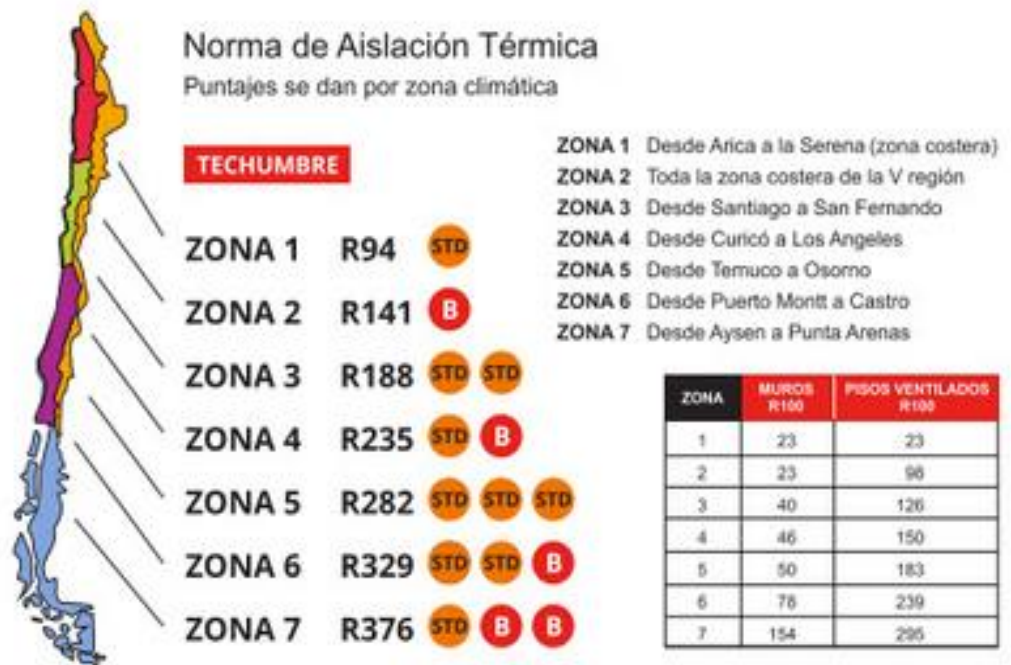 Norma de Aislación Térmica
Puntajes se dan por zona climática
TECHUMBRE
ZONA 1 R94 STD
ZONA 2 R141 B
ZONA 3 R188 STD STD
ZONA 4 R235 STD B
ZONA 5 R282 STD STD STD
ZONA 6 R329 STD STD B
ZONA 7 R376 STD B B
ZONA 1 Desde Arica a la Serena (zona costera)
ZONA 2 Toda la zona costera de la V región
ZONA 3 Desde Santiago a San Fernando
ZONA 4 Desde Curicó a Los Angeles
ZONA 5 Desde Temuco a Osorno
ZONA 6 Desde Puerto Montt a Castro
ZONA 7 Desde Aysen a Punta Arenas
ZONA MUROS R100 PISOS VENTILADOS R100
1 23 23
2 23 98
3 40 126
4 46 150
5 50 183
6 78 239
7 154 295